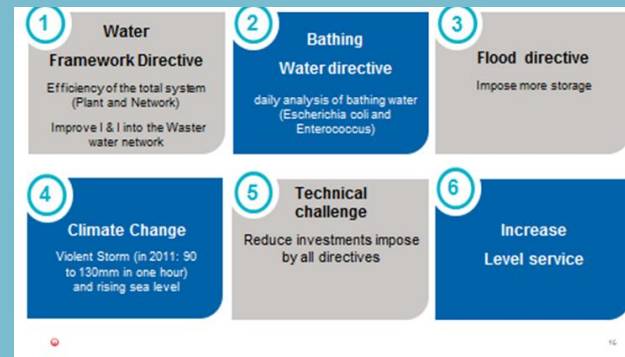 1
Water
Framework Directive
Efficiency of the total system
(Plant and Network)
Improve I & I into the Waster
water network
2
Bathing
Water directive
daily analysis of bathing water
(Escherichia coli and
Enterococcus)
3
Flood directive
Impose more storage
4
Climate Change
Violent Storm (in 2011: 90
to 130mm in one hour)
and rising sea level
5
Technical
challenge
Reduce investments impose
by all directives
6
Increase
Level service